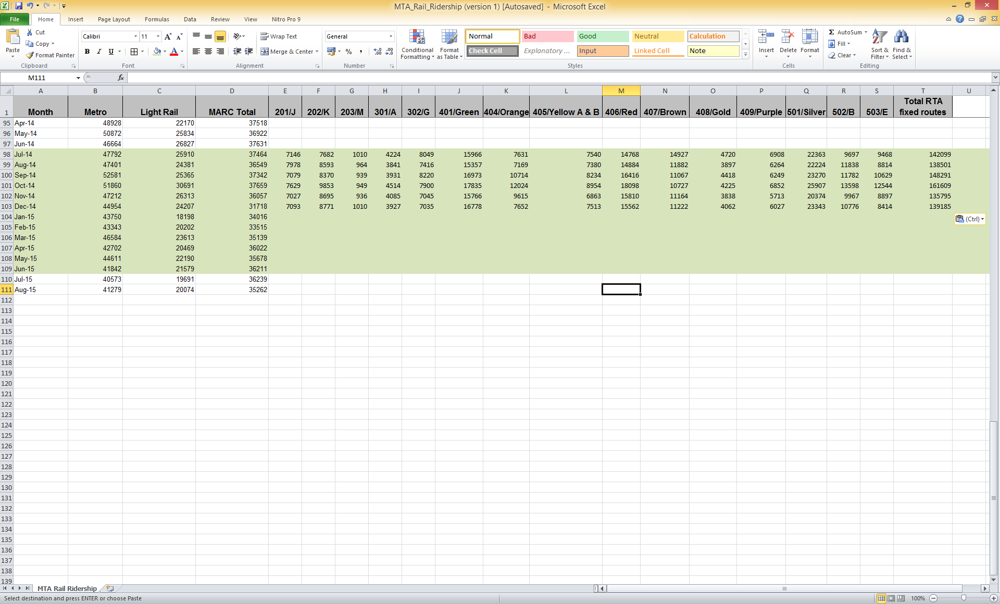 MTA_Rail_Ridership (version 1) [Autosaved] - Microsoft Excel
File Home Insert Page Layout Formulas Data Review View Nitro Pro 9
Paste Cut Copy Format Painter Clipboard
Calibri 11 B I U Font
Wrap Text Merge & Center Alignment
General % , Number
Conditional Formatting Format as Table
Normal Bad Good Neutral Calculation
Check Cell Explanatory ... Input Linked Cell Note
Styles
Insert Delete Format Cells
Σ AutoSum Fill Clear Sort & Filter Find & Select Editing
M111 fx
A B C D E F G H I J K L M N O P Q R S T U
1 Month Metro Light Rail MARC Total 201/J 202/K 203/M 301/A 302/G 401/Green 404/Orange 405/Yellow A & B 406/Red 407/Brown 408/Gold 409/Purple 501/Silver 502/B 503/E Total RTA fixed routes
95 Apr-14 48928 22170 37518
96 May-14 50872 25834 36922
97 Jun-14 46664 26827 37631
98 Jul-14 47792 25910 37464 7146 7682 1010 4224 8049 15966 7631 7540 14768 14927 4720 6908 22363 9697 9468 142099
99 Aug-14 47401 24381 36549 7978 8593 964 3841 7416 15357 7169 7380 14884 11882 3897 6264 22224 11838 8814 138501
100 Sep-14 52581 25365 37342 7079 8370 939 3931 8220 16973 10714 8234 16416 11067 4418 6249 23270 11782 10629 148291
101 Oct-14 51860 30691 37659 7629 9853 949 4514 7900 17835 12024 8954 18098 10727 4225 6852 25907 13598 12544 161609
102 Nov-14 47212 26313 36057 7027 8695 936 4085 7045 15766 9615 6863 15810 11164 3838 5713 20374 9967 8897 135795
103 Dec-14 44954 24207 31718 7093 8771 1010 3927 7035 16778 7652 7513 15562 11222 4062 6027 23343 10776 8414 139185
104 Jan-15 43750 18198 34016 (Ctrl)
105 Feb-15 43343 20202 33515
106 Mar-15 46584 23613 35139
107 Apr-15 42702 20469 36022
108 May-15 44611 22190 35678
109 Jun-15 41842 21579 36211
110 Jul-15 40573 19691 36239
111 Aug-15 41279 20074 35262
112
113
114
115
116
117
118
119
120
121
122
123
124
125
126
127
128
129
130
131
132
133
134
135
136
137
138
139
MTA Rail Ridership
Select destination and press ENTER or choose Paste 100%